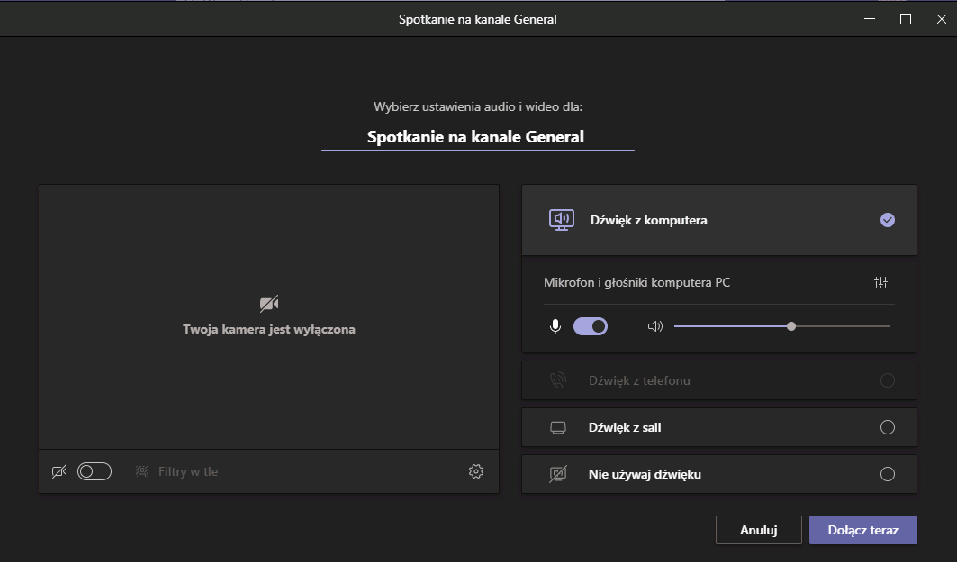 Spotkanie na kanale General
Wybierz ustawienia audio i wideo dla:
Spotkanie na kanale General
Twoja kamera jest wyłączona
Filtry w tle
Dźwięk z komputera
Mikrofon i głośniki komputera PC
Dźwięk z telefonu
Dźwięk z sali
Nie używaj dźwięku
Anuluj
Dołącz teraz